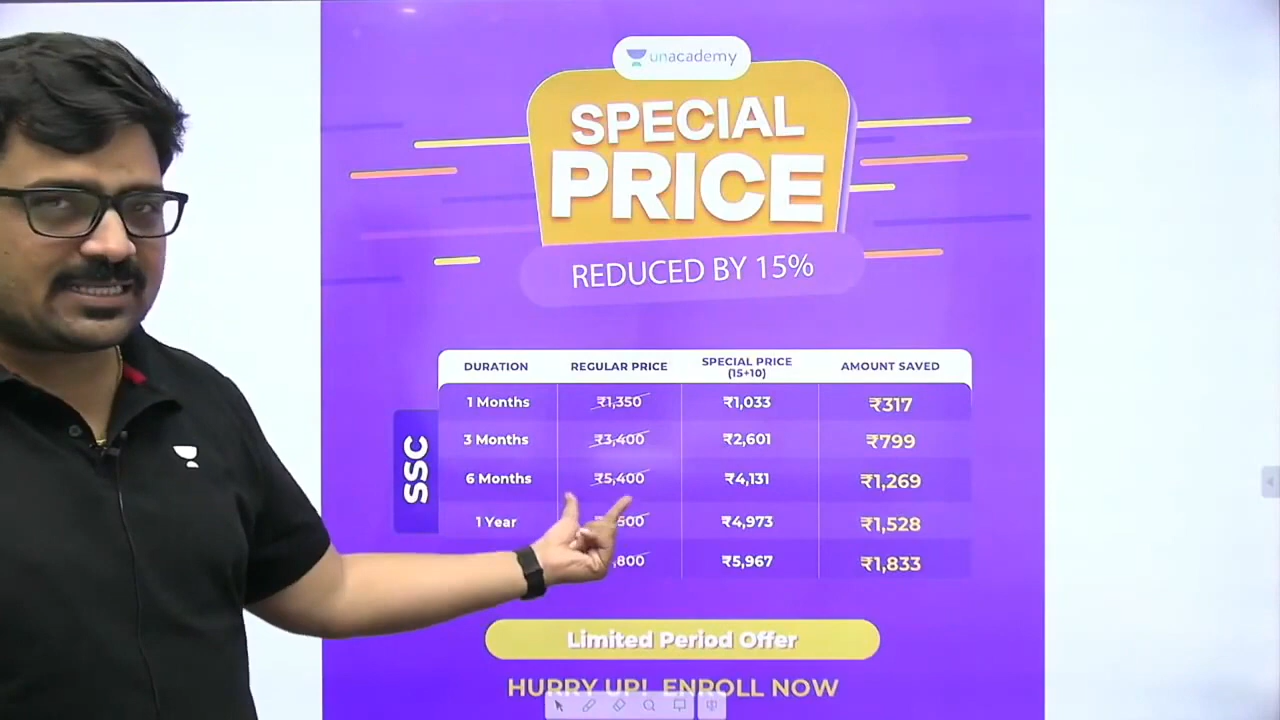 unacademy
SPECIAL
PRICE
REDUCED BY 15%
DURATION REGULAR PRICE SPECIAL PRICE (15+10) AMOUNT SAVED
SSC
1 Months ₹1,350 ₹1,033 ₹317
3 Months ₹3,400 ₹2,601 ₹799
6 Months ₹5,400 ₹4,131 ₹1,269
1 Year 500 ₹4,973 ₹1,528
,800 ₹5,967 ₹1,833
Limited Period Offer
HURRY UP! ENROLL NOW